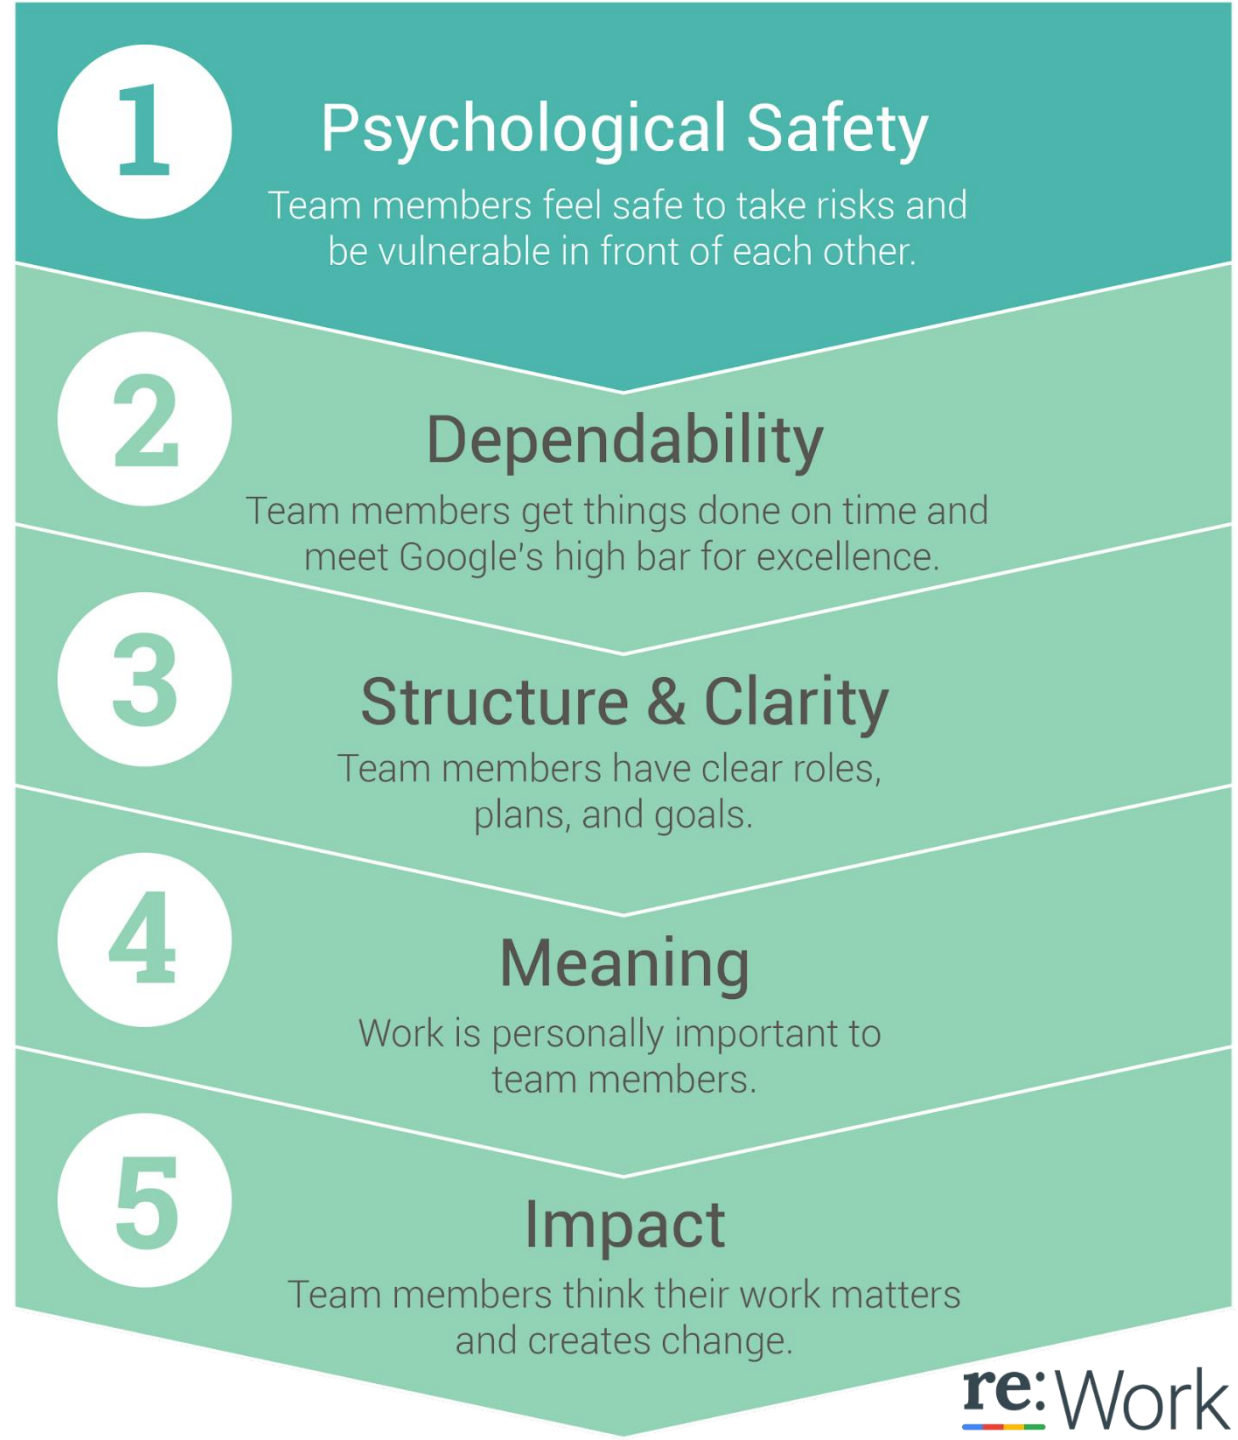 1
Psychological Safety
Team members feel safe to take risks and
be vulnerable in front of each other.
2
Dependability
Team members get things done on time and
meet Google's high bar for excellence.
3
Structure & Clarity
Team members have clear roles,
plans, and goals.
4
Meaning
Work is personally important to
team members.
5
Impact
Team members think their work matters
and creates change.
re:Work